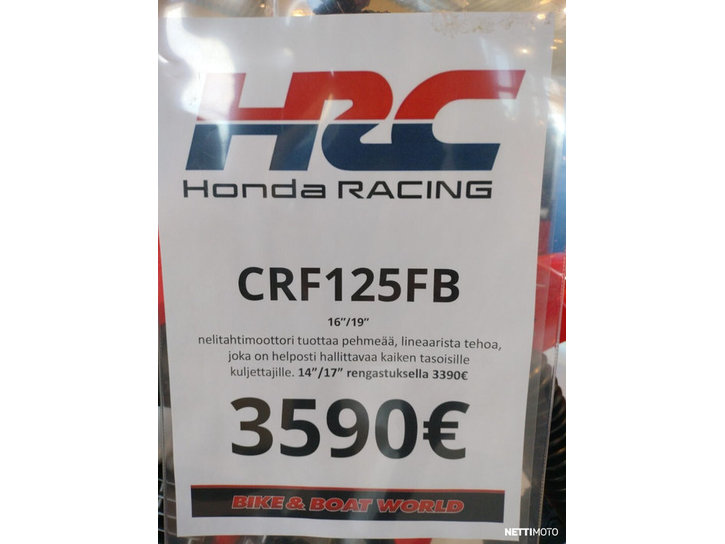 HRC
Honda RACING
CRF125FB
16”/19”
nelitahtimoottori tuottaa pehmeää, lineaarista tehoa,
joka on helposti hallittavaa kaiken tasoisille
kuljettajille. 14”/17” rengastuksella 3390€
3590€
BIKE & BOAT WORLD
NETTIMOTO